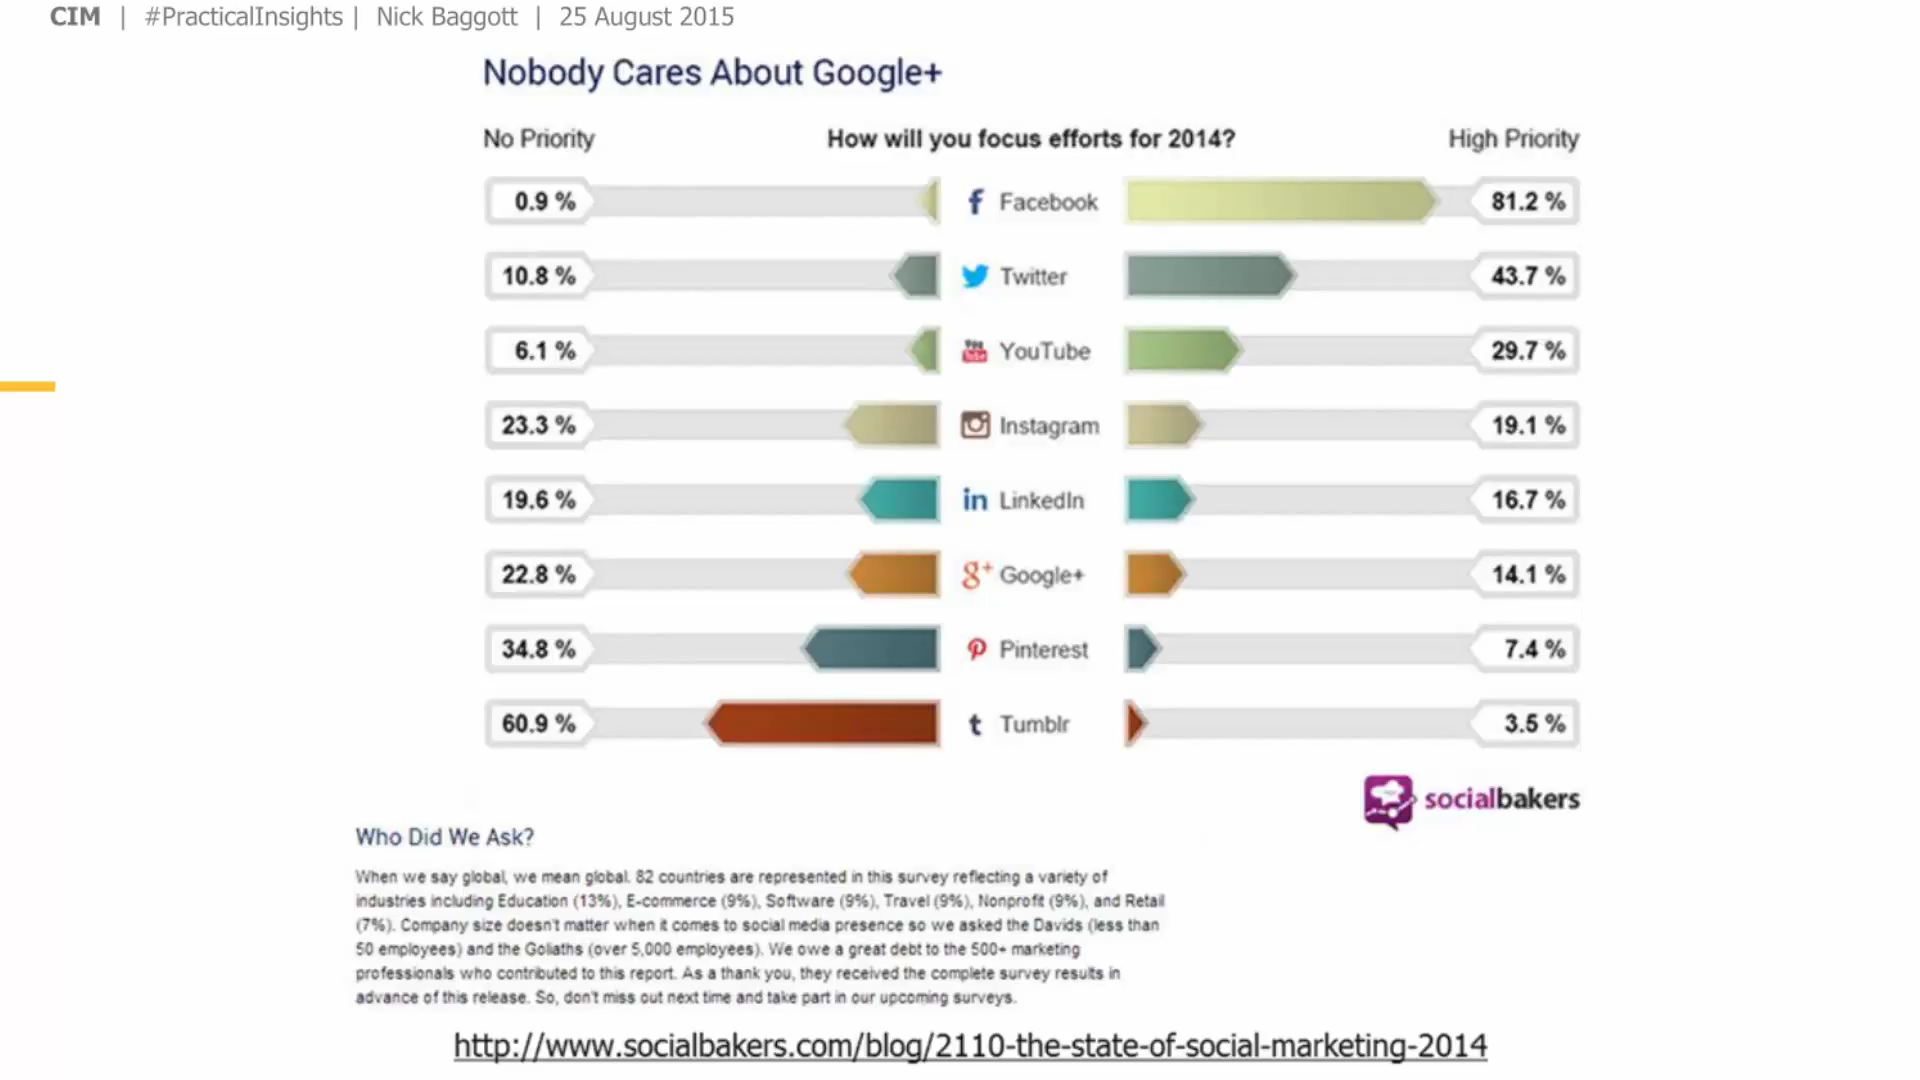 CIM | #PracticalInsights | Nick Baggott | 25 August 2015
Nobody Cares About Google+
No Priority How will you focus efforts for 2014? High Priority
0.9 % f Facebook 81.2 %
10.8 % Twitter 43.7 %
6.1 % You Tube YouTube 29.7 %
23.3 % Instagram 19.1 %
19.6 % in LinkedIn 16.7 %
22.8 % g+ Google+ 14.1 %
34.8 % Pinterest 7.4 %
60.9 % t Tumblr 3.5 %
socialbakers
Who Did We Ask?
When we say global, we mean global. 82 countries are represented in this survey reflecting a variety of
industries including Education (13%), E-commerce (9%), Software (9%), Travel (9%), Nonprofit (9%), and Retail
(7%). Company size doesn't matter when it comes to social media presence so we asked the Davids (less than
50 employees) and the Goliaths (over 5,000 employees). We owe a great debt to the 500+ marketing
professionals who contributed to this report. As a thank you, they received the complete survey results in
advance of this release. So, don't miss out next time and take part in our upcoming surveys.
http://www.socialbakers.com/blog/2110-the-state-of-social-marketing-2014